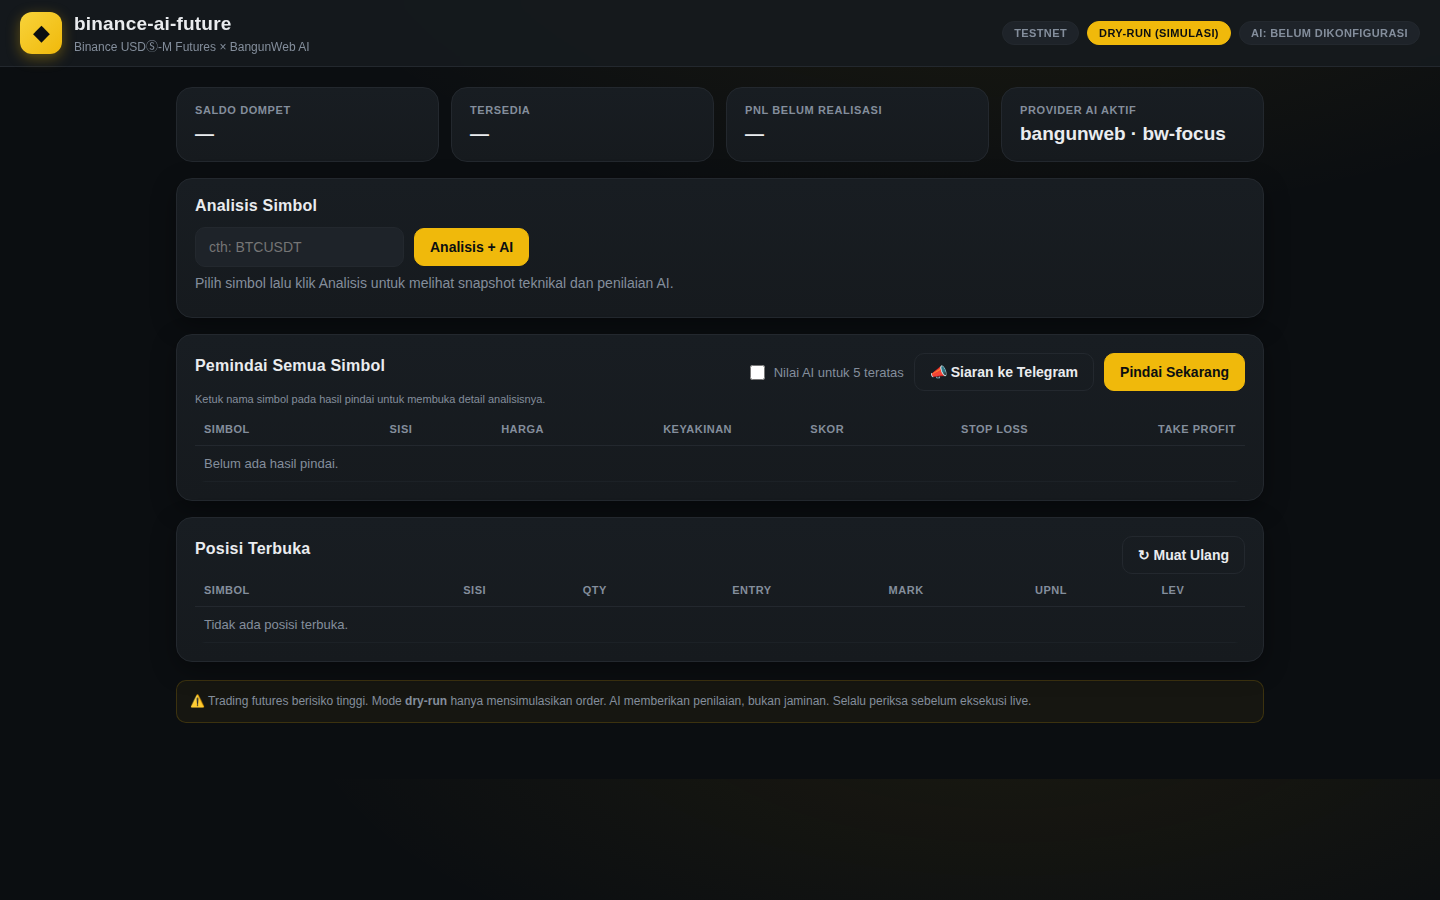 binance-ai-future
Binance USDⓈ-M Futures × BangunWeb AI
TESTNET
DRY-RUN (SIMULASI)
AI: BELUM DIKONFIGURASI
SALDO DOMPET
—
TERSEDIA
—
PNL BELUM REALISASI
—
PROVIDER AI AKTIF
bangunweb · bw-focus
Analisis Simbol
cth: BTCUSDT
Analisis + AI
Pilih simbol lalu klik Analisis untuk melihat snapshot teknikal dan penilaian AI.
Pemindai Semua Simbol
Nilai AI untuk 5 teratas
📣 Siaran ke Telegram
Pindai Sekarang
Ketuk nama simbol pada hasil pindai untuk membuka detail analisisnya.
SIMBOL SISI HARGA KEYAKINAN SKOR STOP LOSS TAKE PROFIT
Belum ada hasil pindai.
Posisi Terbuka
↻ Muat Ulang
SIMBOL SISI QTY ENTRY MARK UPNL LEV
Tidak ada posisi terbuka.
⚠️ Trading futures berisiko tinggi. Mode dry-run hanya mensimulasikan order. AI memberikan penilaian, bukan jaminan. Selalu periksa sebelum eksekusi live.